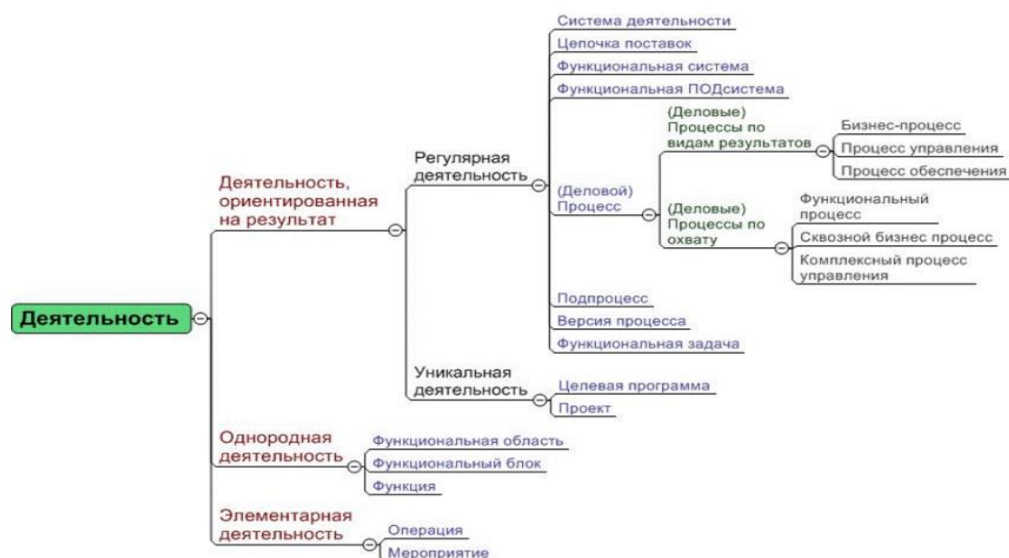 Деятельность
Деятельность,
ориентированная
на результат
Регулярная
деятельность
Система деятельности
Цепочка поставок
Функциональная система
Функциональная ПОДсистема
(Деловой)
Процесс
(Деловые)
Процессы по
видам результатов
Бизнес-процесс
Процесс управления
Процесс обеспечения
(Деловые)
Процессы по
охвату
Функциональный
процесс
Сквозной бизнес процесс
Комплексный процесс
управления
Подпроцесс
Версия процесса
Функциональная задача
Уникальная
деятельность
Целевая программа
Проект
Однородная
деятельность
Функциональная область
Функциональный блок
Функция
Элементарная
деятельность
Операция
Мероприятие